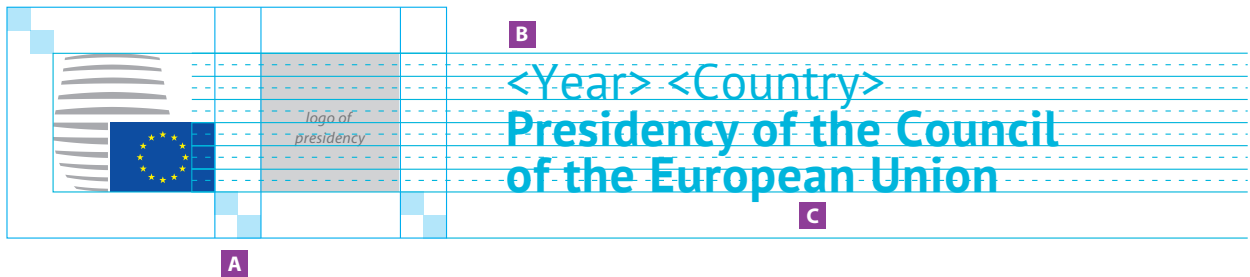 B
<Year> <Country>
logo of
presidency
Presidency of the Council
of the European Union
C
A